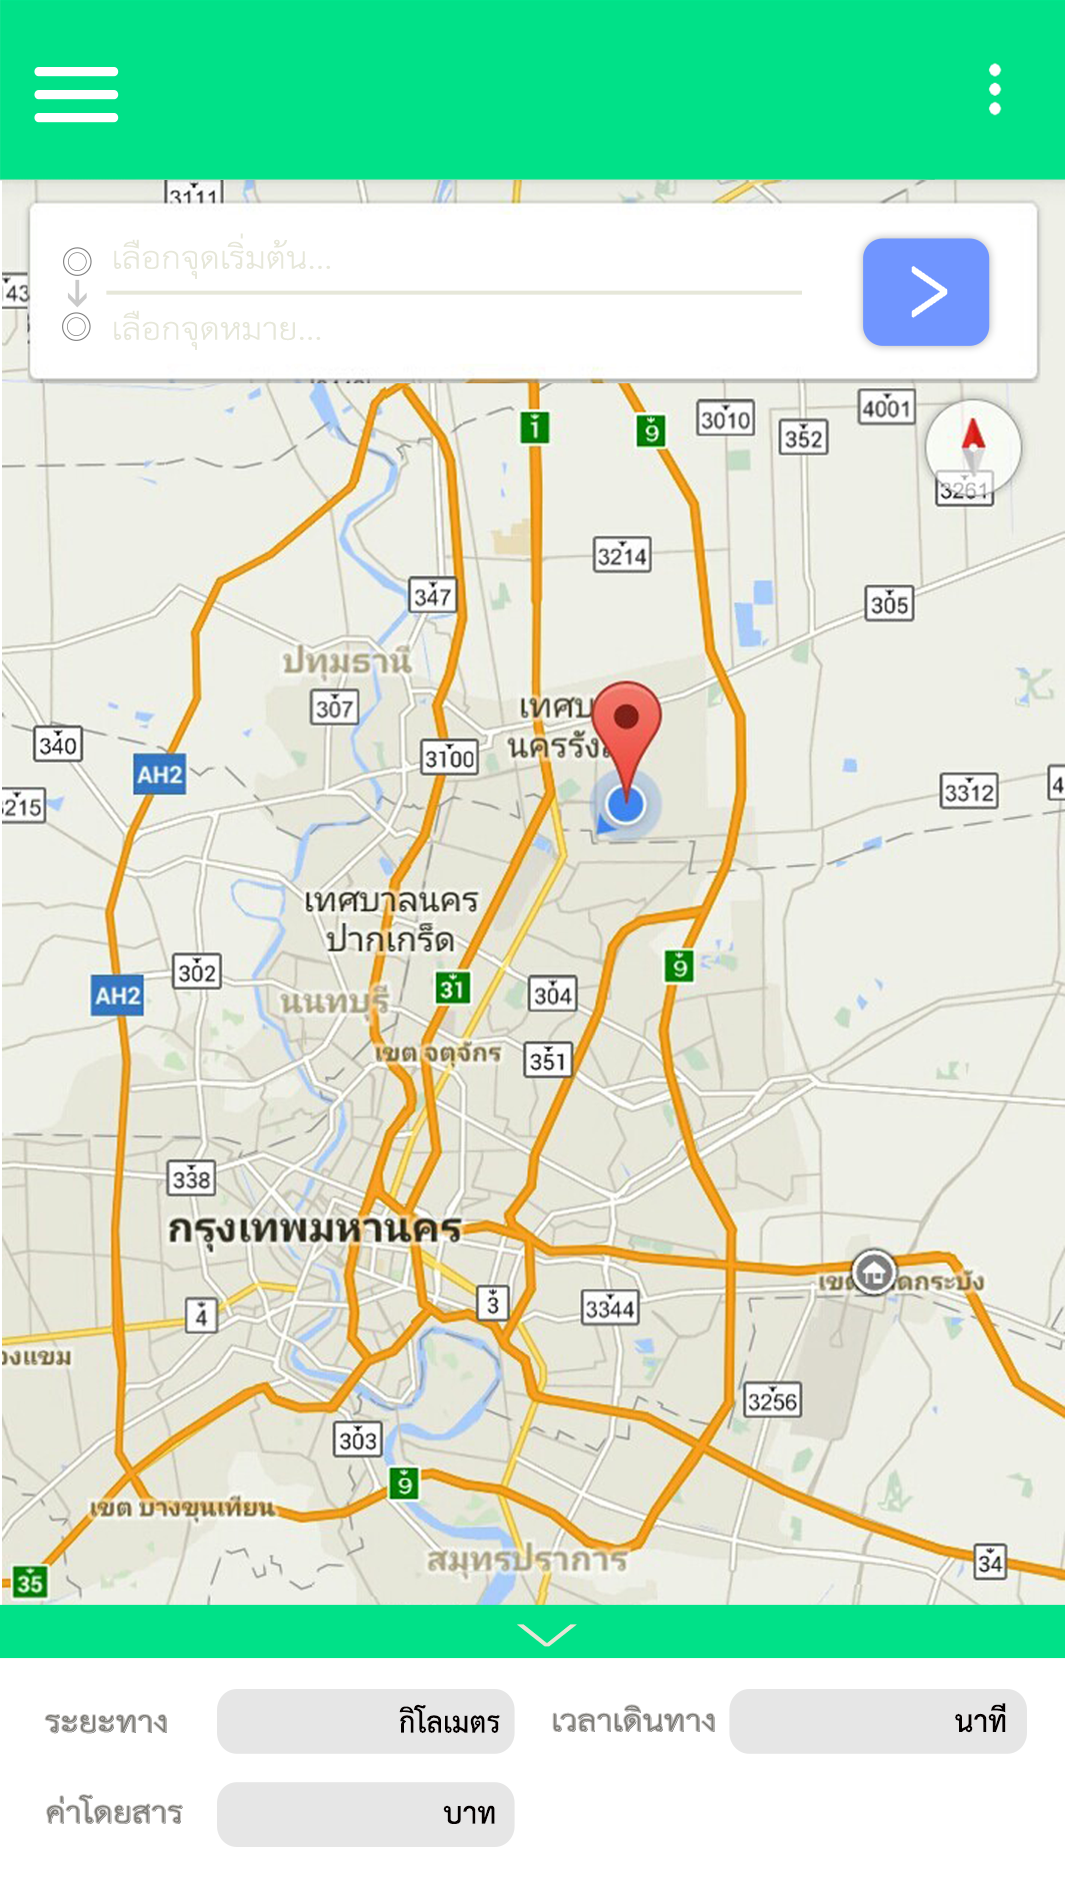 3111
เลือกจุดเริ่มต้น...
43
เลือกจุดหมาย...
1
9
3010
4001
352
3261
3214
347
305
ปทุมธานี
307
เทศบ
นครรัง
340
3100
AH2
3312
4
215
เทศบาลนคร
ปากเกร็ด
302
9
AH2
นนทบุรี
31
304
เขต จตุจักร
351
338
กรุงเทพมหานคร
เขต ดกระบัง
3
4
3344
วงแขม
3256
303
9
เขต บางขุนเทียน
สมุทรปราการ
34
35
ระยะทาง กิโลเมตร เวลาเดินทาง นาที
ค่าโดยสาร บาท